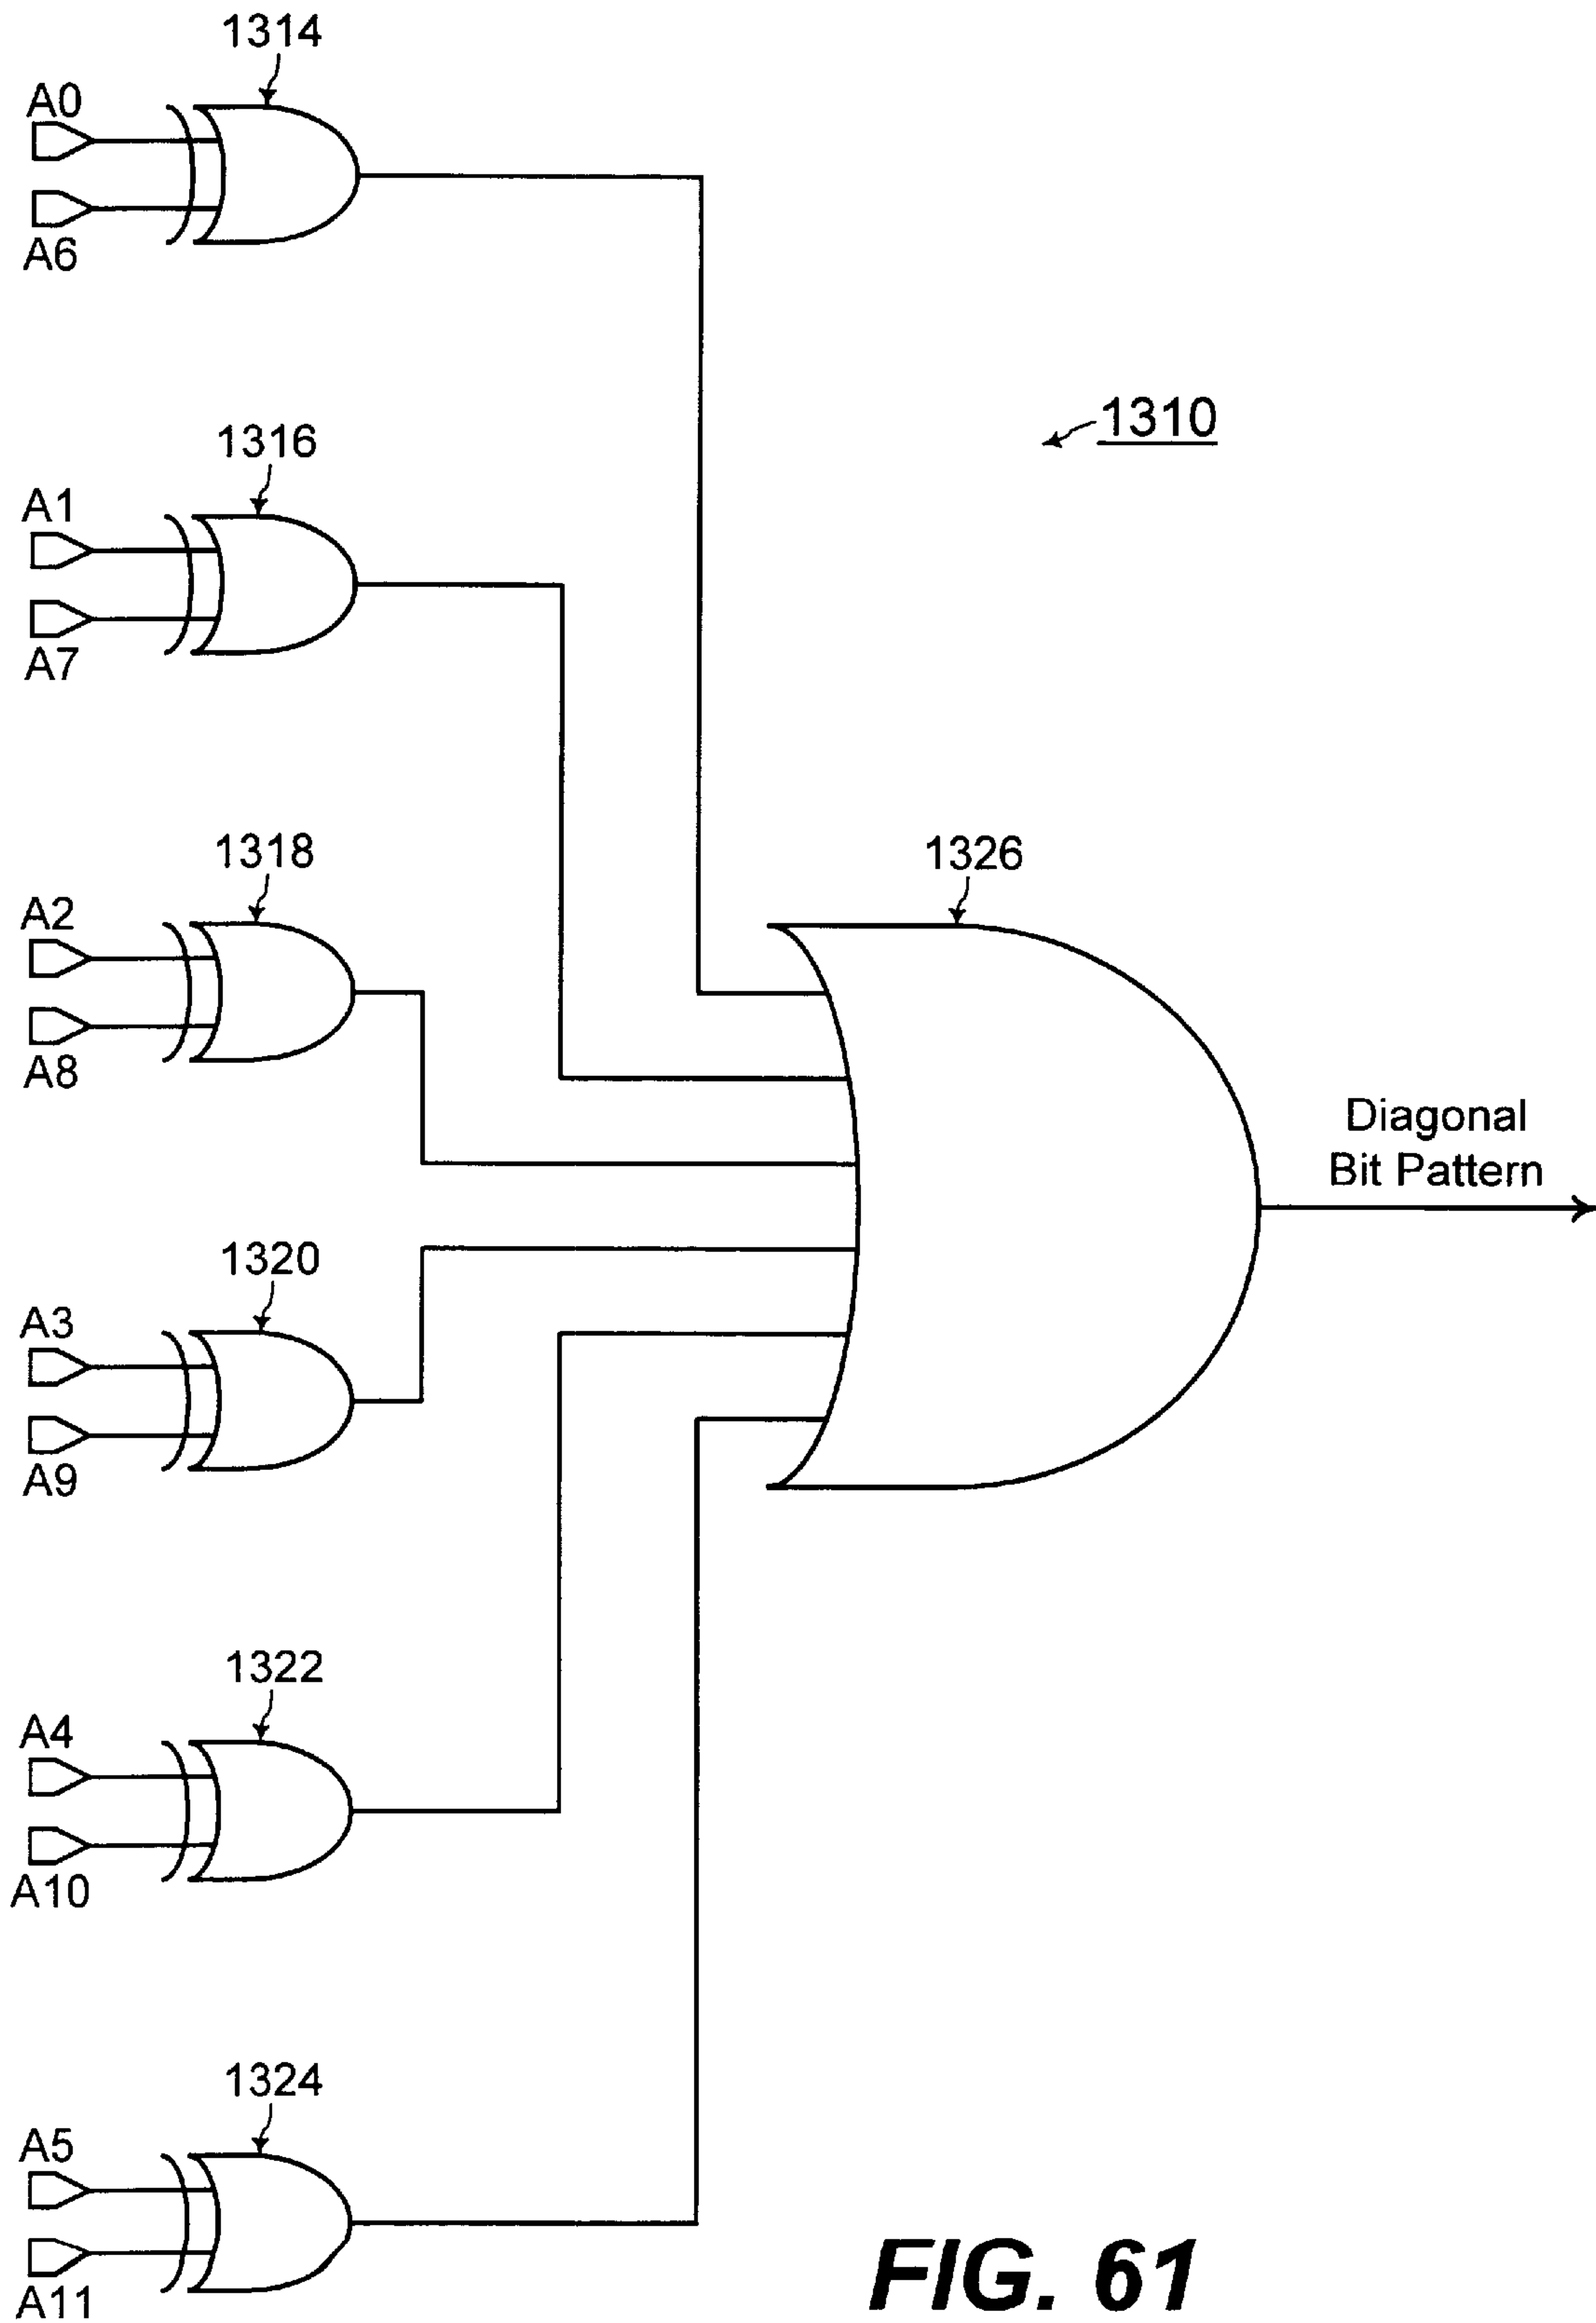 1314
A0
A6
1310
1316
A1
A7
1318
A2
A8
1326
Diagonal
Bit Pattern
1320
A3
A9
1322
A4
A10
1324
A5
A11
FIG. 61